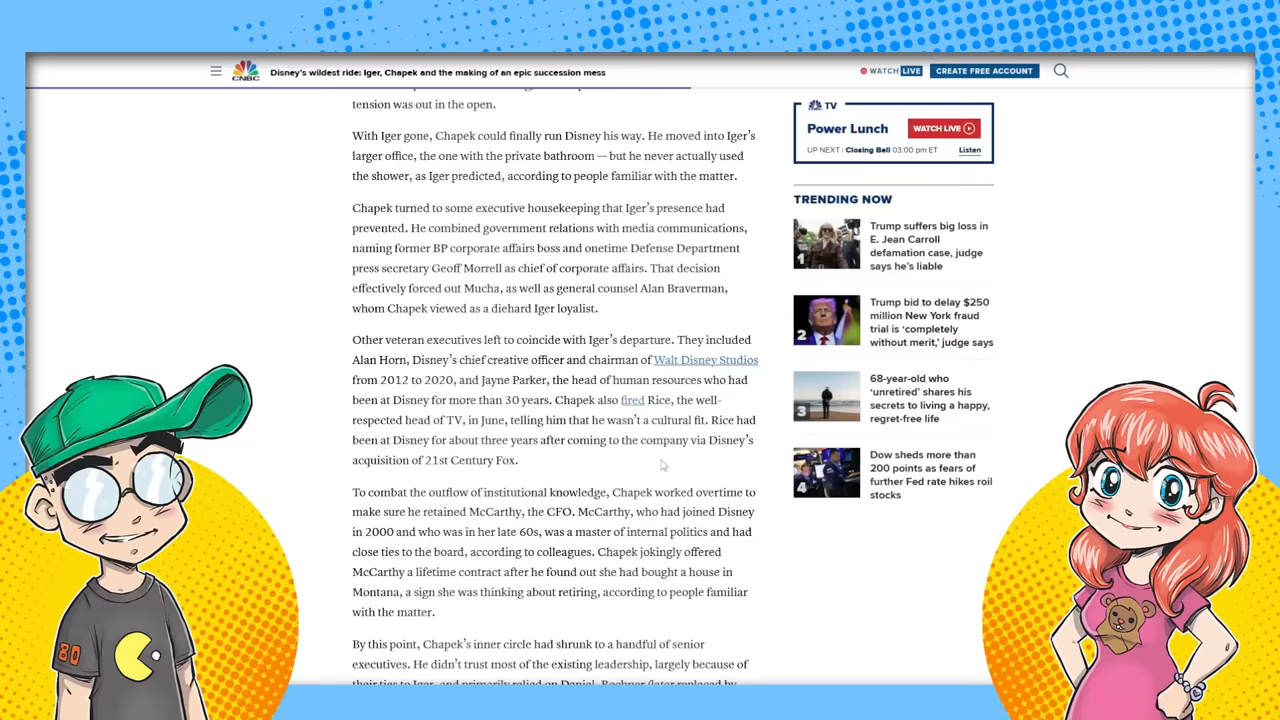 CNBC
Disney's wildest ride: Iger, Chapek and the making of an epic succession mess
WATCH LIVE
CREATE FREE ACCOUNT
tension was out in the open.
With Iger gone, Chapek could finally run Disney his way. He moved into Iger's
larger office, the one with the private bathroom — but he never actually used
the shower, as Iger predicted, according to people familiar with the matter.
Chapek turned to some executive housekeeping that Iger's presence had
prevented. He combined government relations with media communications,
naming former BP corporate affairs boss and onetime Defense Department
press secretary Geoff Morrell as chief of corporate affairs. That decision
effectively forced out Mucha, as well as general counsel Alan Braverman,
whom Chapek viewed as a diehard Iger loyalist.
Other veteran executives left to coincide with Iger's departure. They included
Alan Horn, Disney's chief creative officer and chairman of Walt Disney Studios
from 2012 to 2020, and Jayne Parker, the head of human resources who had
been at Disney for more than 30 years. Chapek also fired Rice, the well-
respected head of TV, in June, telling him that he wasn't a cultural fit. Rice had
been at Disney for about three years after coming to the company via Disney's
acquisition of 21st Century Fox.
To combat the outflow of institutional knowledge, Chapek worked overtime to
make sure he retained McCarthy, the CFO. McCarthy, who had joined Disney
in 2000 and who was in her late 60s, was a master of internal politics and had
close ties to the board, according to colleagues. Chapek jokingly offered
McCarthy a lifetime contract after he found out she had bought a house in
Montana, a sign she was thinking about retiring, according to people familiar
with the matter.
By this point, Chapek's inner circle had shrunk to a handful of senior
executives. He didn't trust most of the existing leadership, largely because of
their ties to Iger, and primarily relied on Daniel, Bochner (later replaced by
TV
Power Lunch
WATCH LIVE
UP NEXT | Closing Bell 03:00 pm ET
Listen
TRENDING NOW
1
Trump suffers big loss in
E. Jean Carroll
defamation case, judge
says he's liable
2
Trump bid to delay $250
million New York fraud
trial is 'completely
without merit,' judge says
3
68-year-old who
'unretired' shares his
secrets to living a happy,
regret-free life
4
Dow sheds more than
200 points as fears of
further Fed rate hikes roil
stocks
80